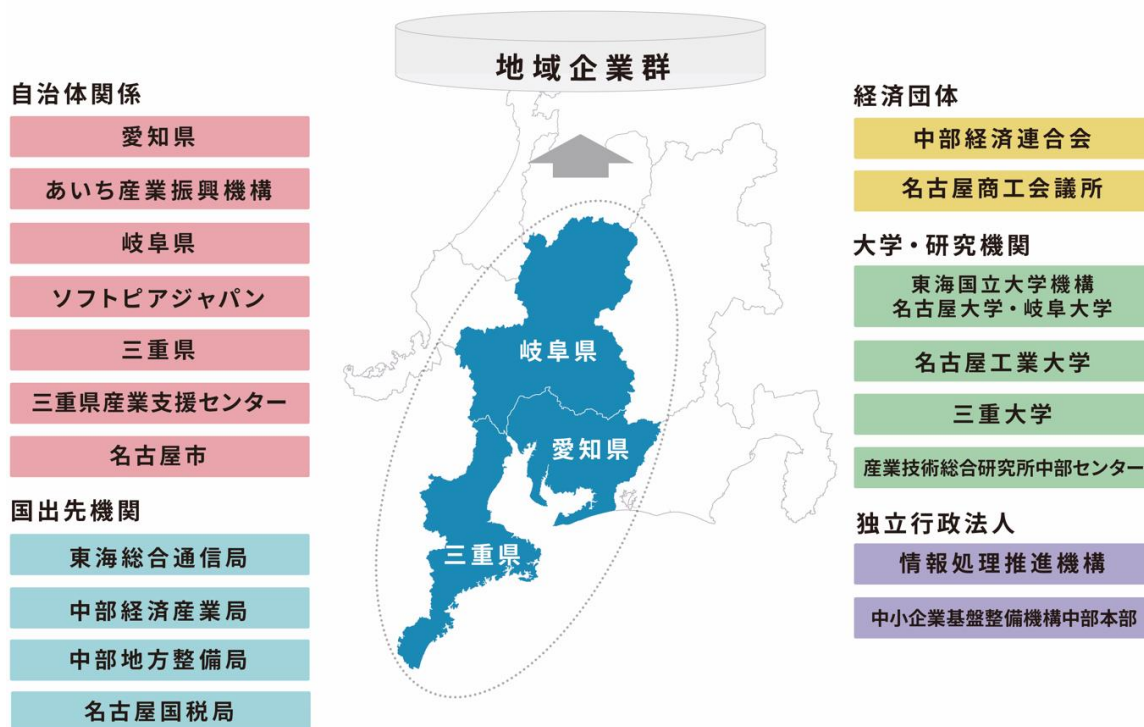 地域企業群
自治体関係
愛知県
あいち産業振興機構
岐阜県
ソフトピアジャパン
三重県
三重県産業支援センター
名古屋市
国出先機関
東海総合通信局
中部経済産業局
中部地方整備局
名古屋国税局
岐阜県
愛知県
三重県
経済団体
中部経済連合会
名古屋商工会議所
大学・研究機関
東海国立大学機構
名古屋大学・岐阜大学
名古屋工業大学
三重大学
産業技術総合研究所中部センター
独立行政法人
情報処理推進機構
中小企業基盤整備機構中部本部